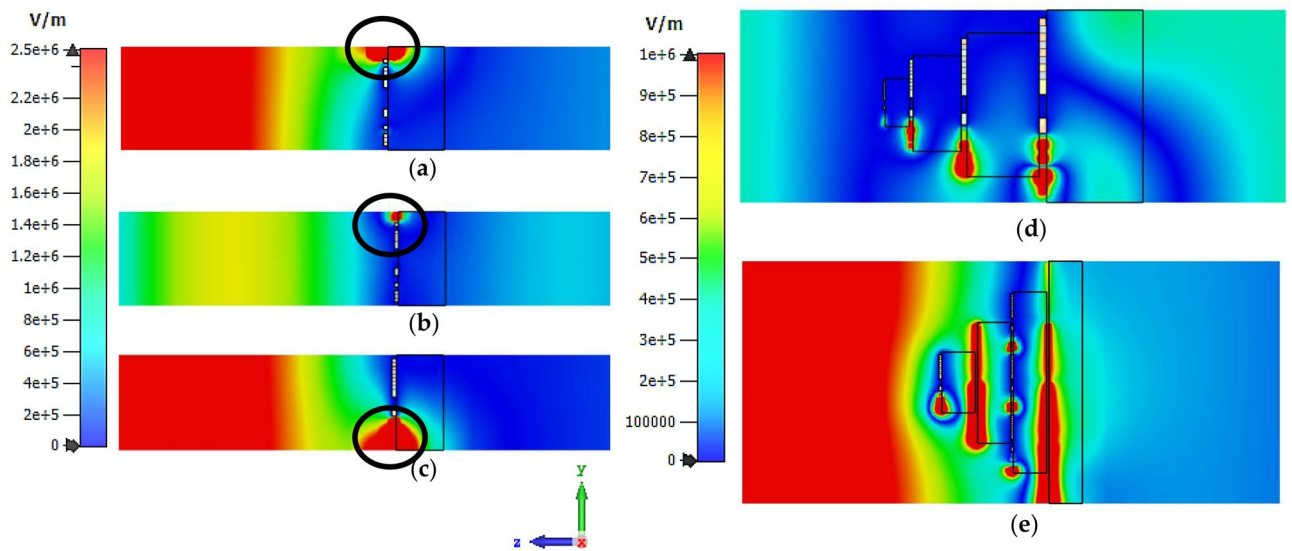 V/m
2.5e+6
2.2e+6
2e+6
1.8e+6
1.6e+6
1.4e+6
1.2e+6
1e+6
8e+5
6e+5
4e+5
2e+5
0
(a)
(b)
(c)
y
z
x
V/m
1e+6
9e+5
8e+5
7e+5
6e+5
5e+5
4e+5
3e+5
2e+5
100000
0
(d)
(e)